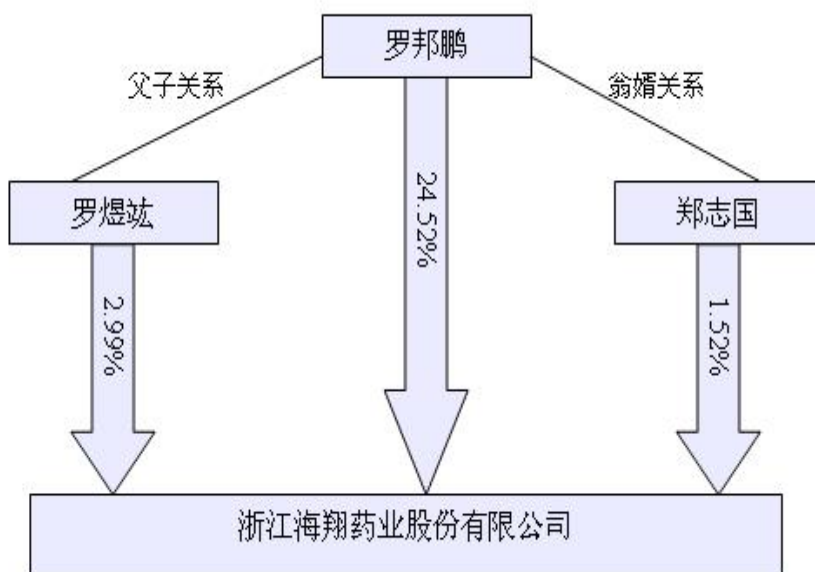 罗邦鹏
父子关系
翁婿关系
罗煜竑
郑志国
24.52%
2.99%
1.52%
浙江海翔药业股份有限公司